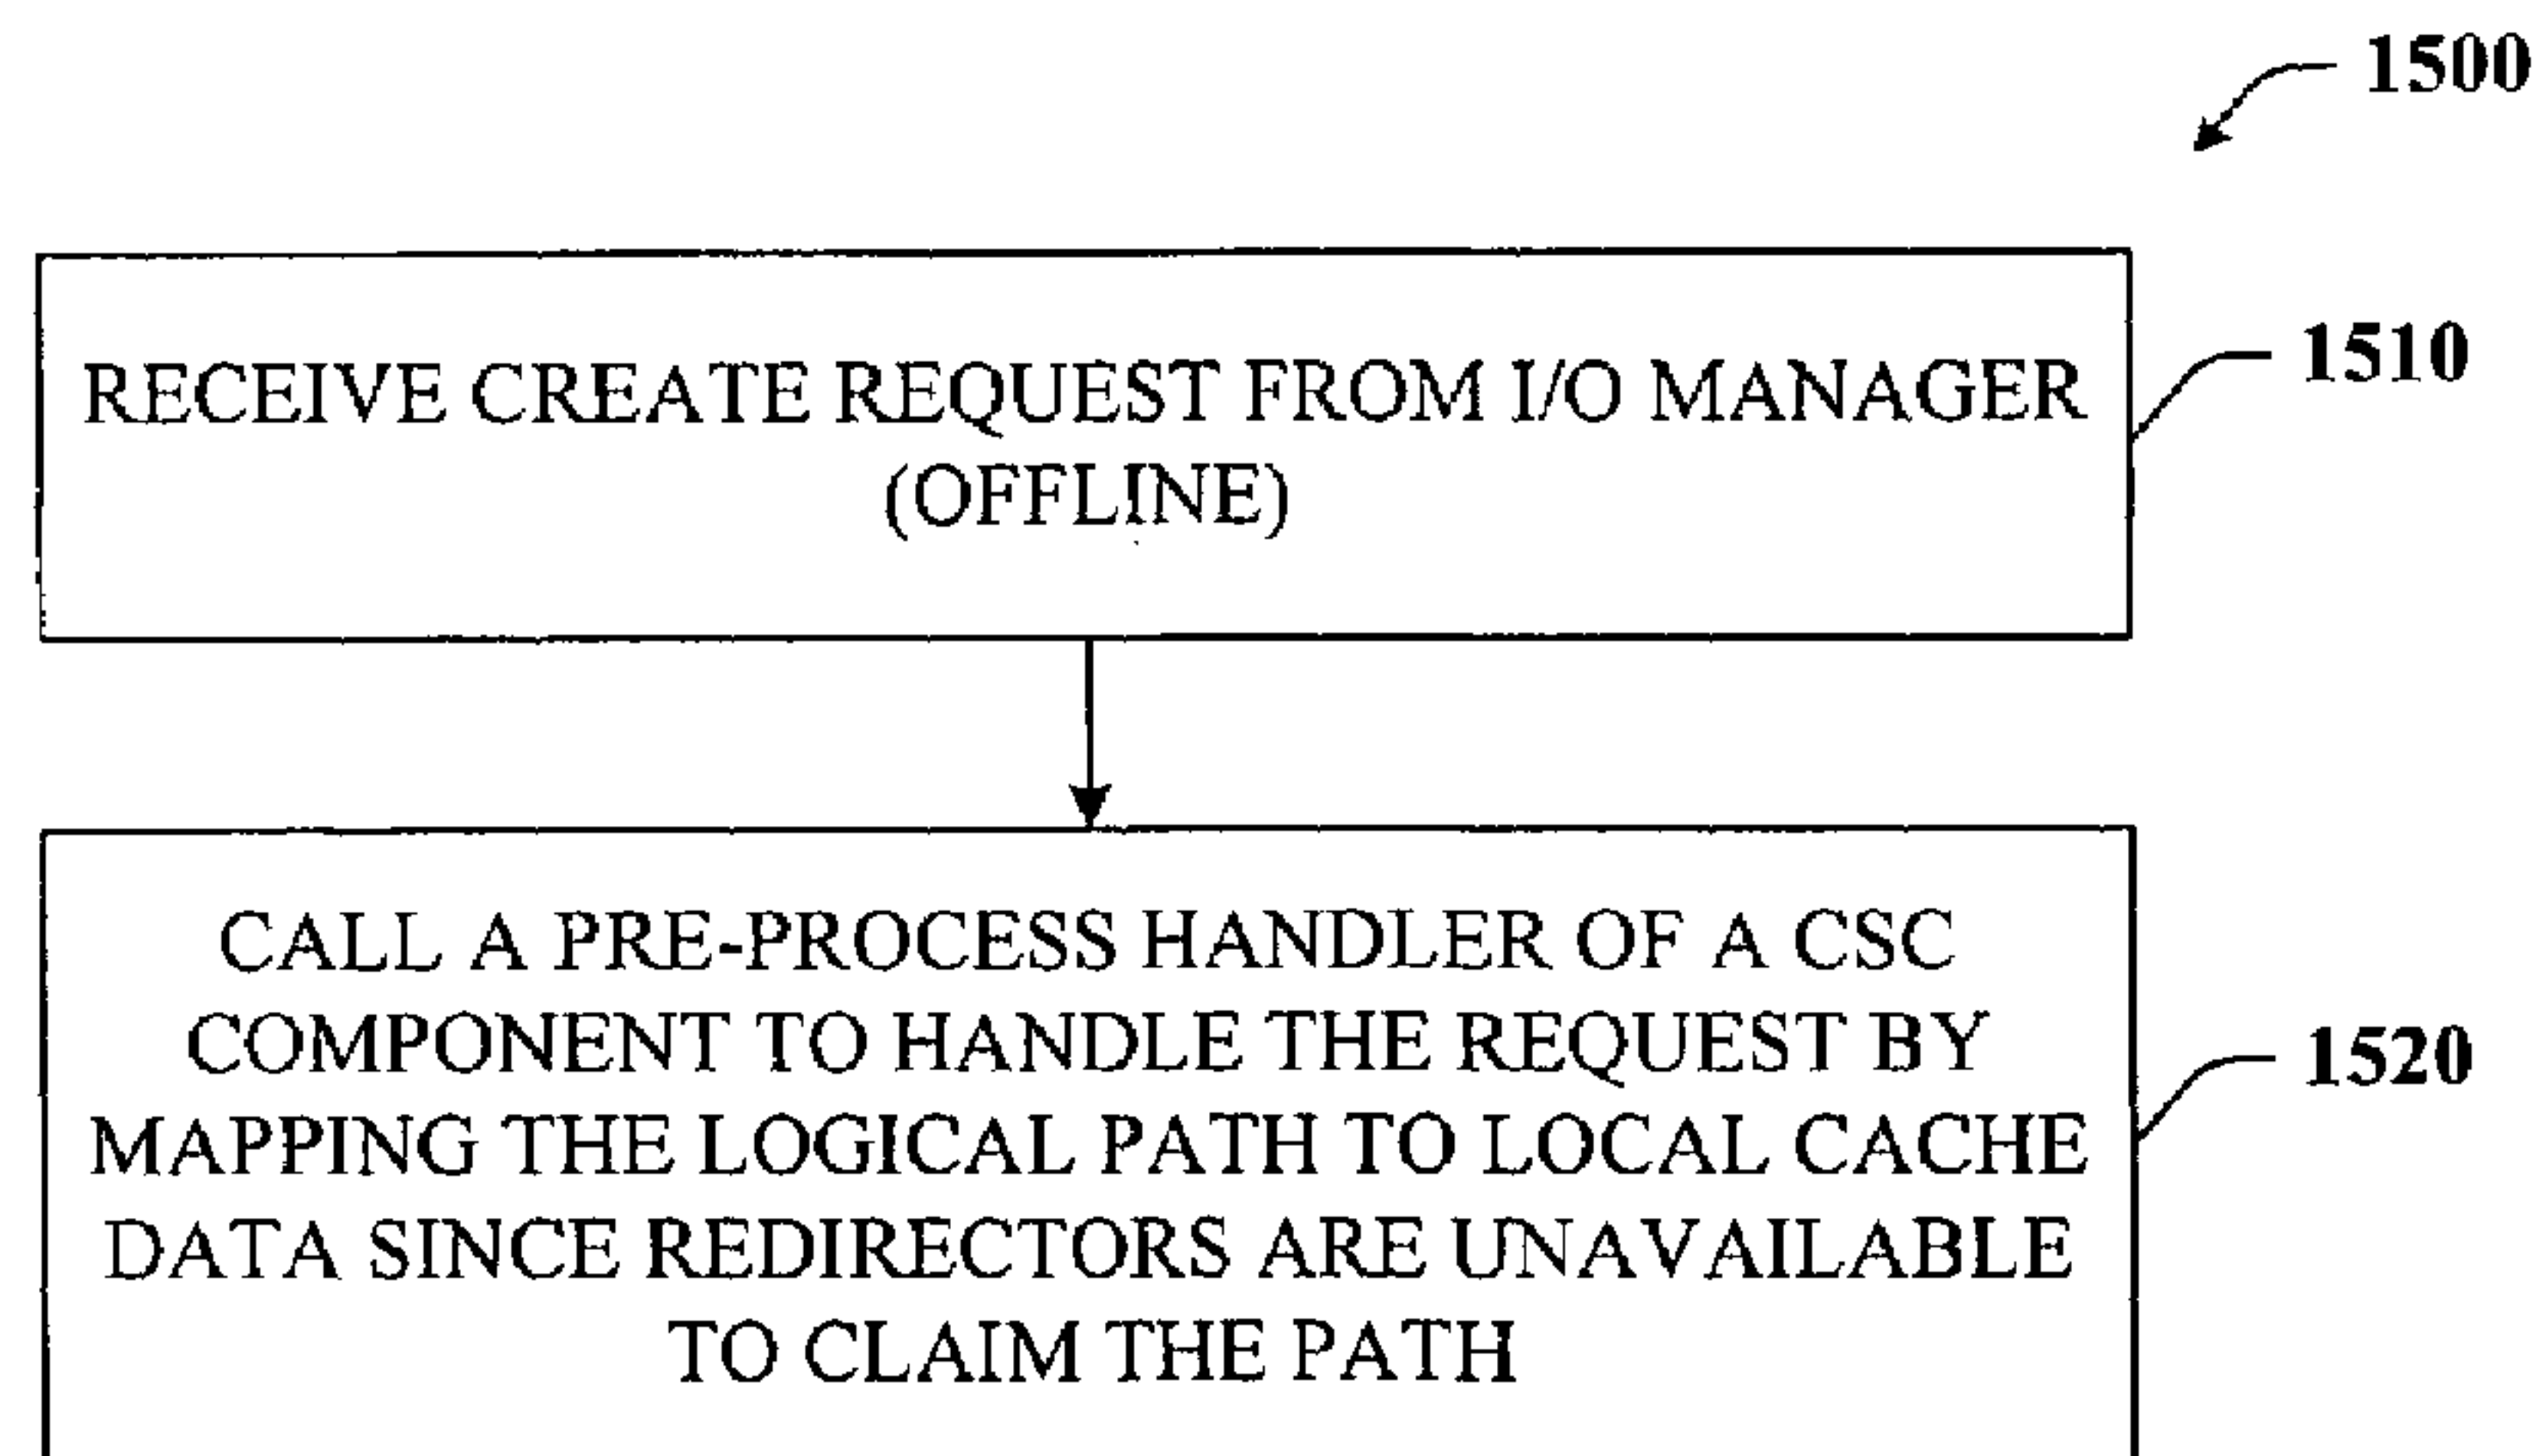 1500
RECEIVE CREATE REQUEST FROM I/O MANAGER
(OFFLINE)
1510
CALL A PRE-PROCESS HANDLER OF A CSC
COMPONENT TO HANDLE THE REQUEST BY
MAPPING THE LOGICAL PATH TO LOCAL CACHE
DATA SINCE REDIRECTORS ARE UNAVAILABLE
TO CLAIM THE PATH
1520